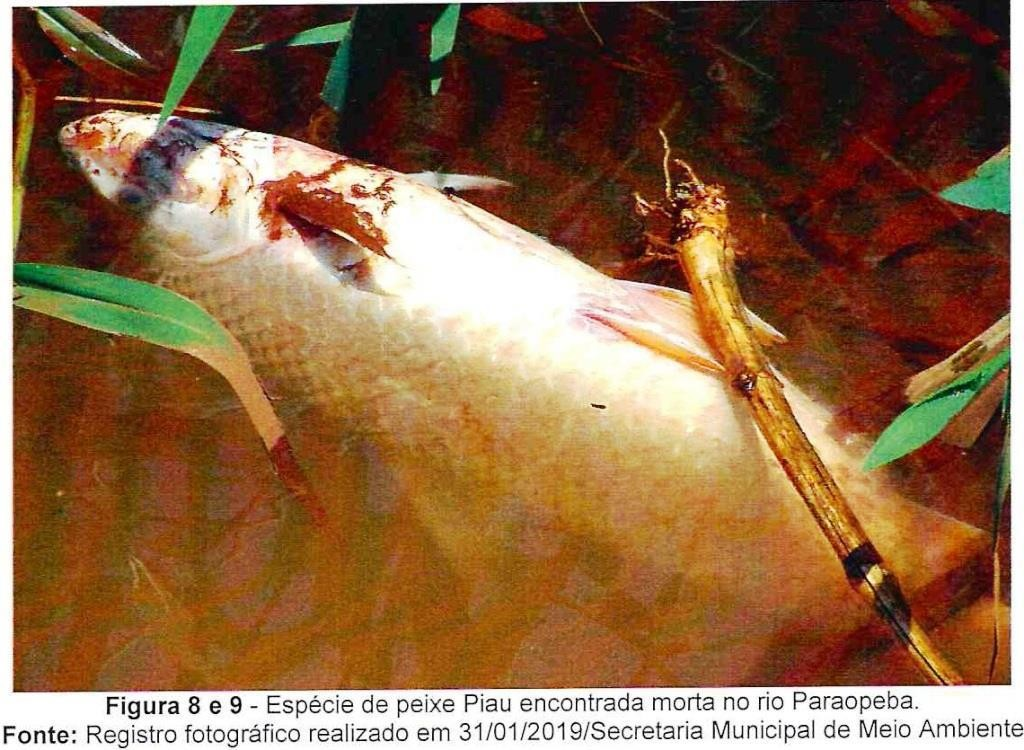 Figura 8 e 9 - Espécie de peixe Piau encontrada morta no rio Paraopeba.
Fonte: Registro fotográfico realizado em 31/01/2019/Secretaria Municipal de Meio Ambiente